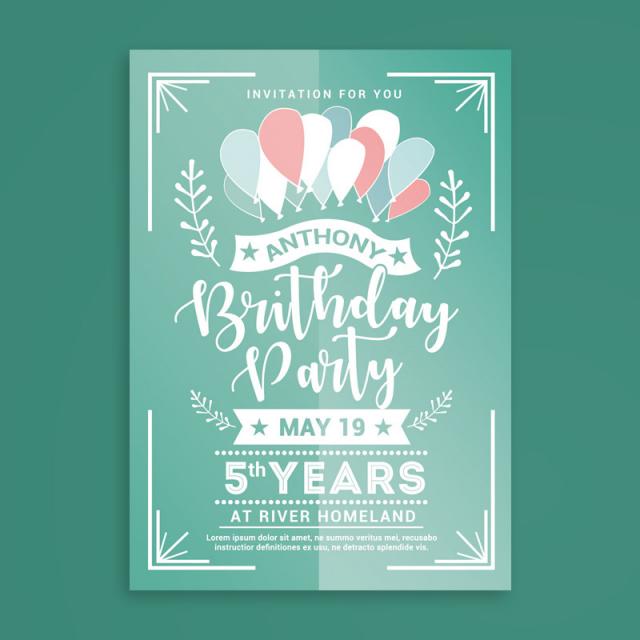 INVITATION FOR YOU
ANTHONY
Brithday
Party
MAY 19
5th YEARS
AT RIVER HOMELAND
Lorem ipsum dolor sit amet, ne summo veritus mei, recusabo
instructior definitiones ex usu, ne detracto splendide vis.